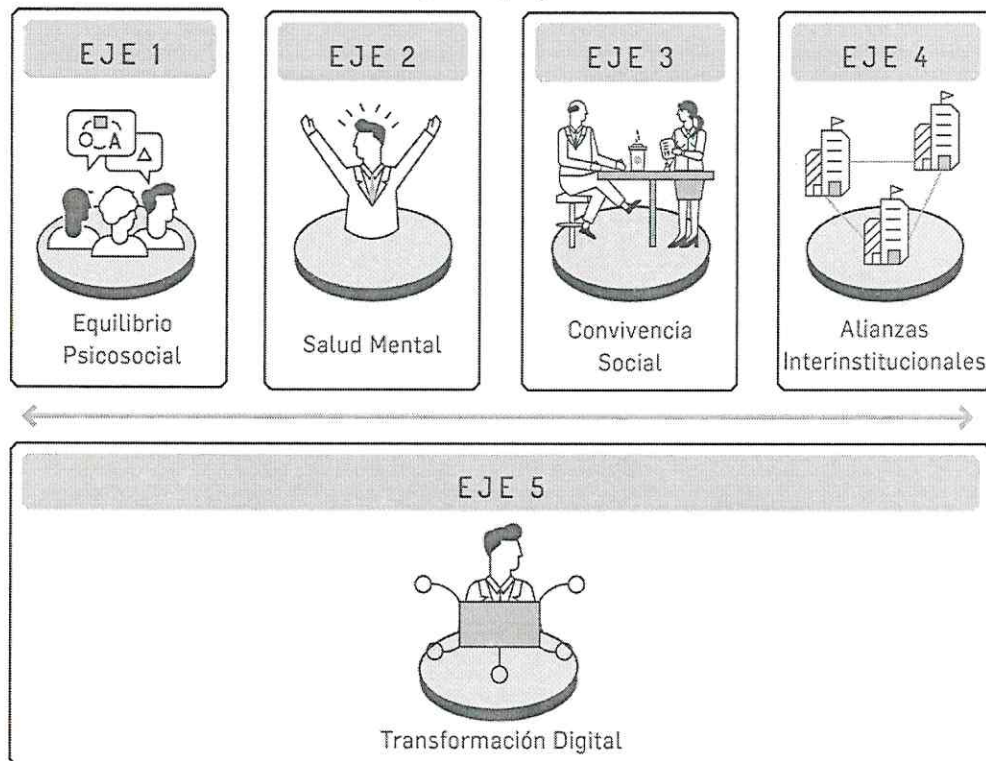 EJE 1
Equilibrio
Psicosocial
EJE 2
Salud Mental
EJE 3
Convivencia
Social
EJE 4
Alianzas
Interinstitucionales
EJE 5
Transformación Digital